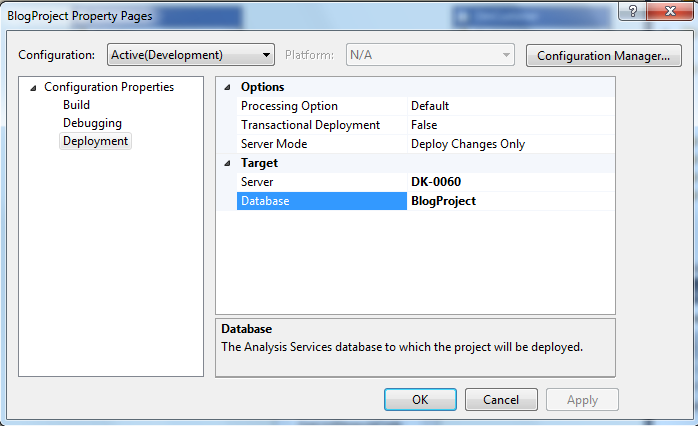 BlogProject Property Pages
?
Configuration: Active(Development) Platform: N/A Configuration Manager...
Configuration Properties
Build
Debugging
Deployment
Options
Processing Option Default
Transactional Deployment False
Server Mode Deploy Changes Only
Target
Server DK-0060
Database BlogProject
Database
The Analysis Services database to which the project will be deployed.
OK Cancel Apply